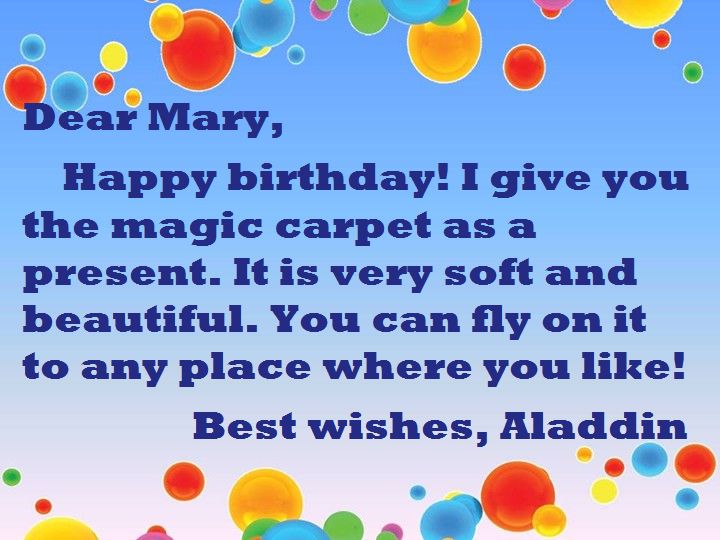 Dear Mary,
Happy birthday! I give you
the magic carpet as a
present. It is very soft and
beautiful. You can fly on it
to any place where you like!
Best wishes, Aladdin